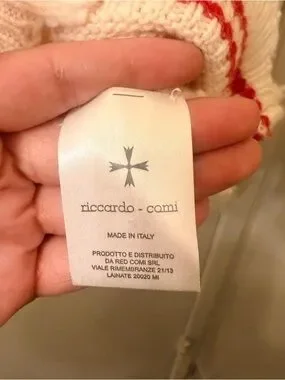 riccardo - comi
MADE IN ITALY
PRODOTTO E DISTRIBUITO
DA RED COMI SRL
VIALE RIMEMBRANZE 21/13
LAINATE 20020 MI